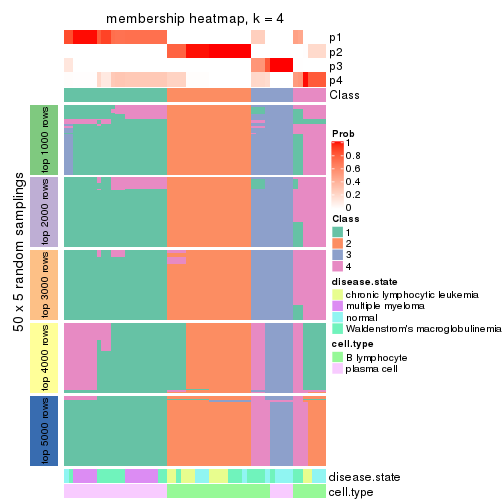 membership heatmap, k = 4
p1
p2
p3
p4
Class
50 x 5 random samplings
top 1000 rows
top 2000 rows
top 3000 rows
top 4000 rows
top 5000 rows
Prob
1
0.8
0.6
0.4
0.2
0
Class
1
2
3
4
disease.state
chronic lymphocytic leukemia
multiple myeloma
normal
Waldenstrom's macroglobulinemia
cell.type
B lymphocyte
plasma cell
disease.state
cell.type